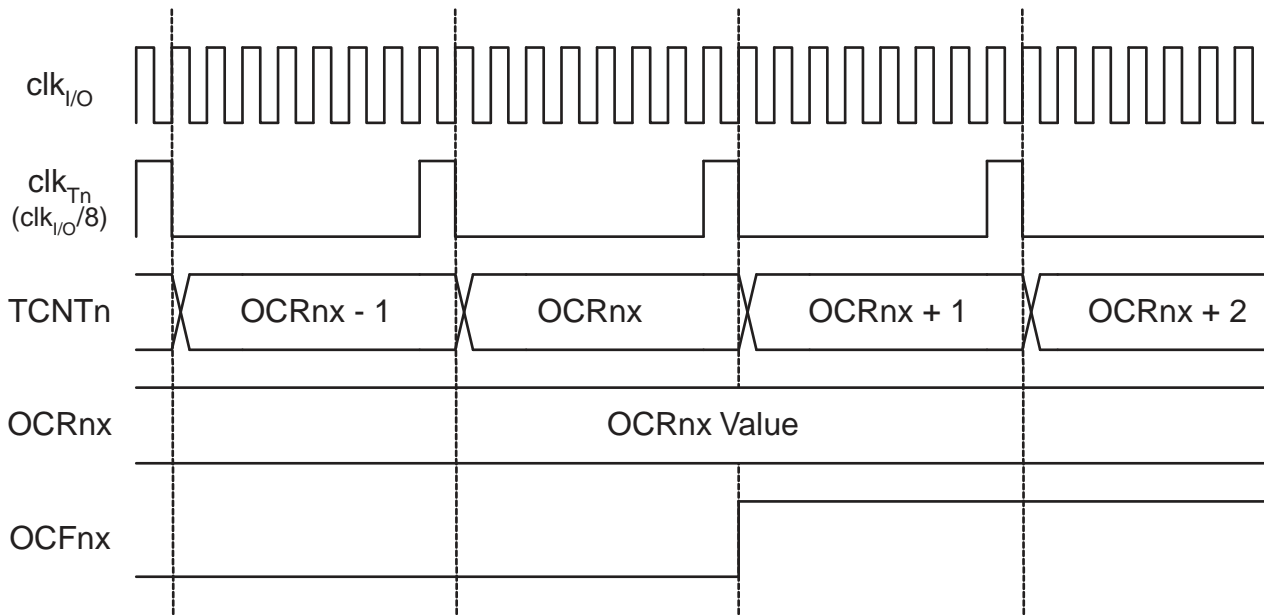 clkI/O
clkTn
(clkI/O/8)
TCNTn
OCRnx - 1
OCRnx
OCRnx + 1
OCRnx + 2
OCRnx
OCRnx Value
OCFnx